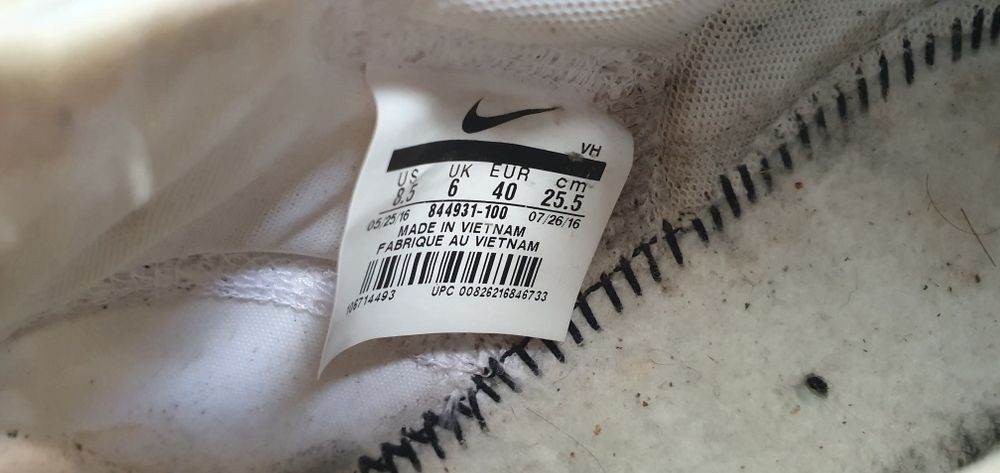 VH
US UK EUR cm
8.5 6 40 25.5
05/25/16 844931-100 07/26/16
MADE IN VIETNAM
FABRIQUE AU VIETNAM
106714493 UPC 00826216846733